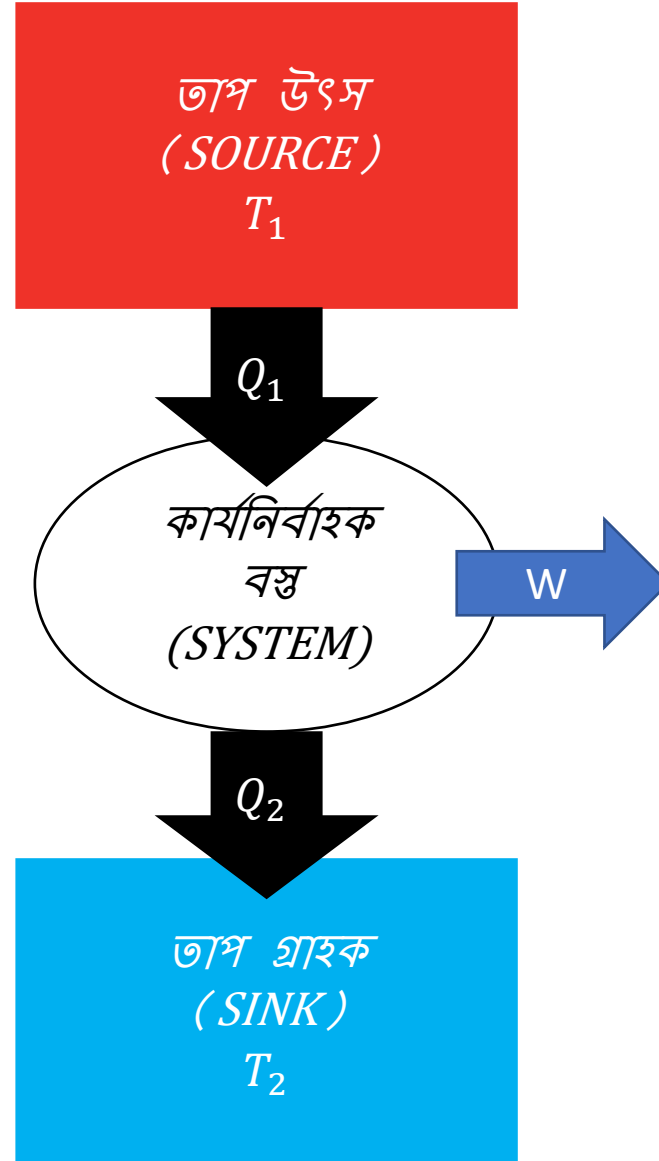 তাপ উৎস
(SOURCE)
T₁
Q₁
কার্যনির্বাহক
বস্তু
(SYSTEM)
W
Q₂
তাপ গ্রাহক
(SINK)
T₂